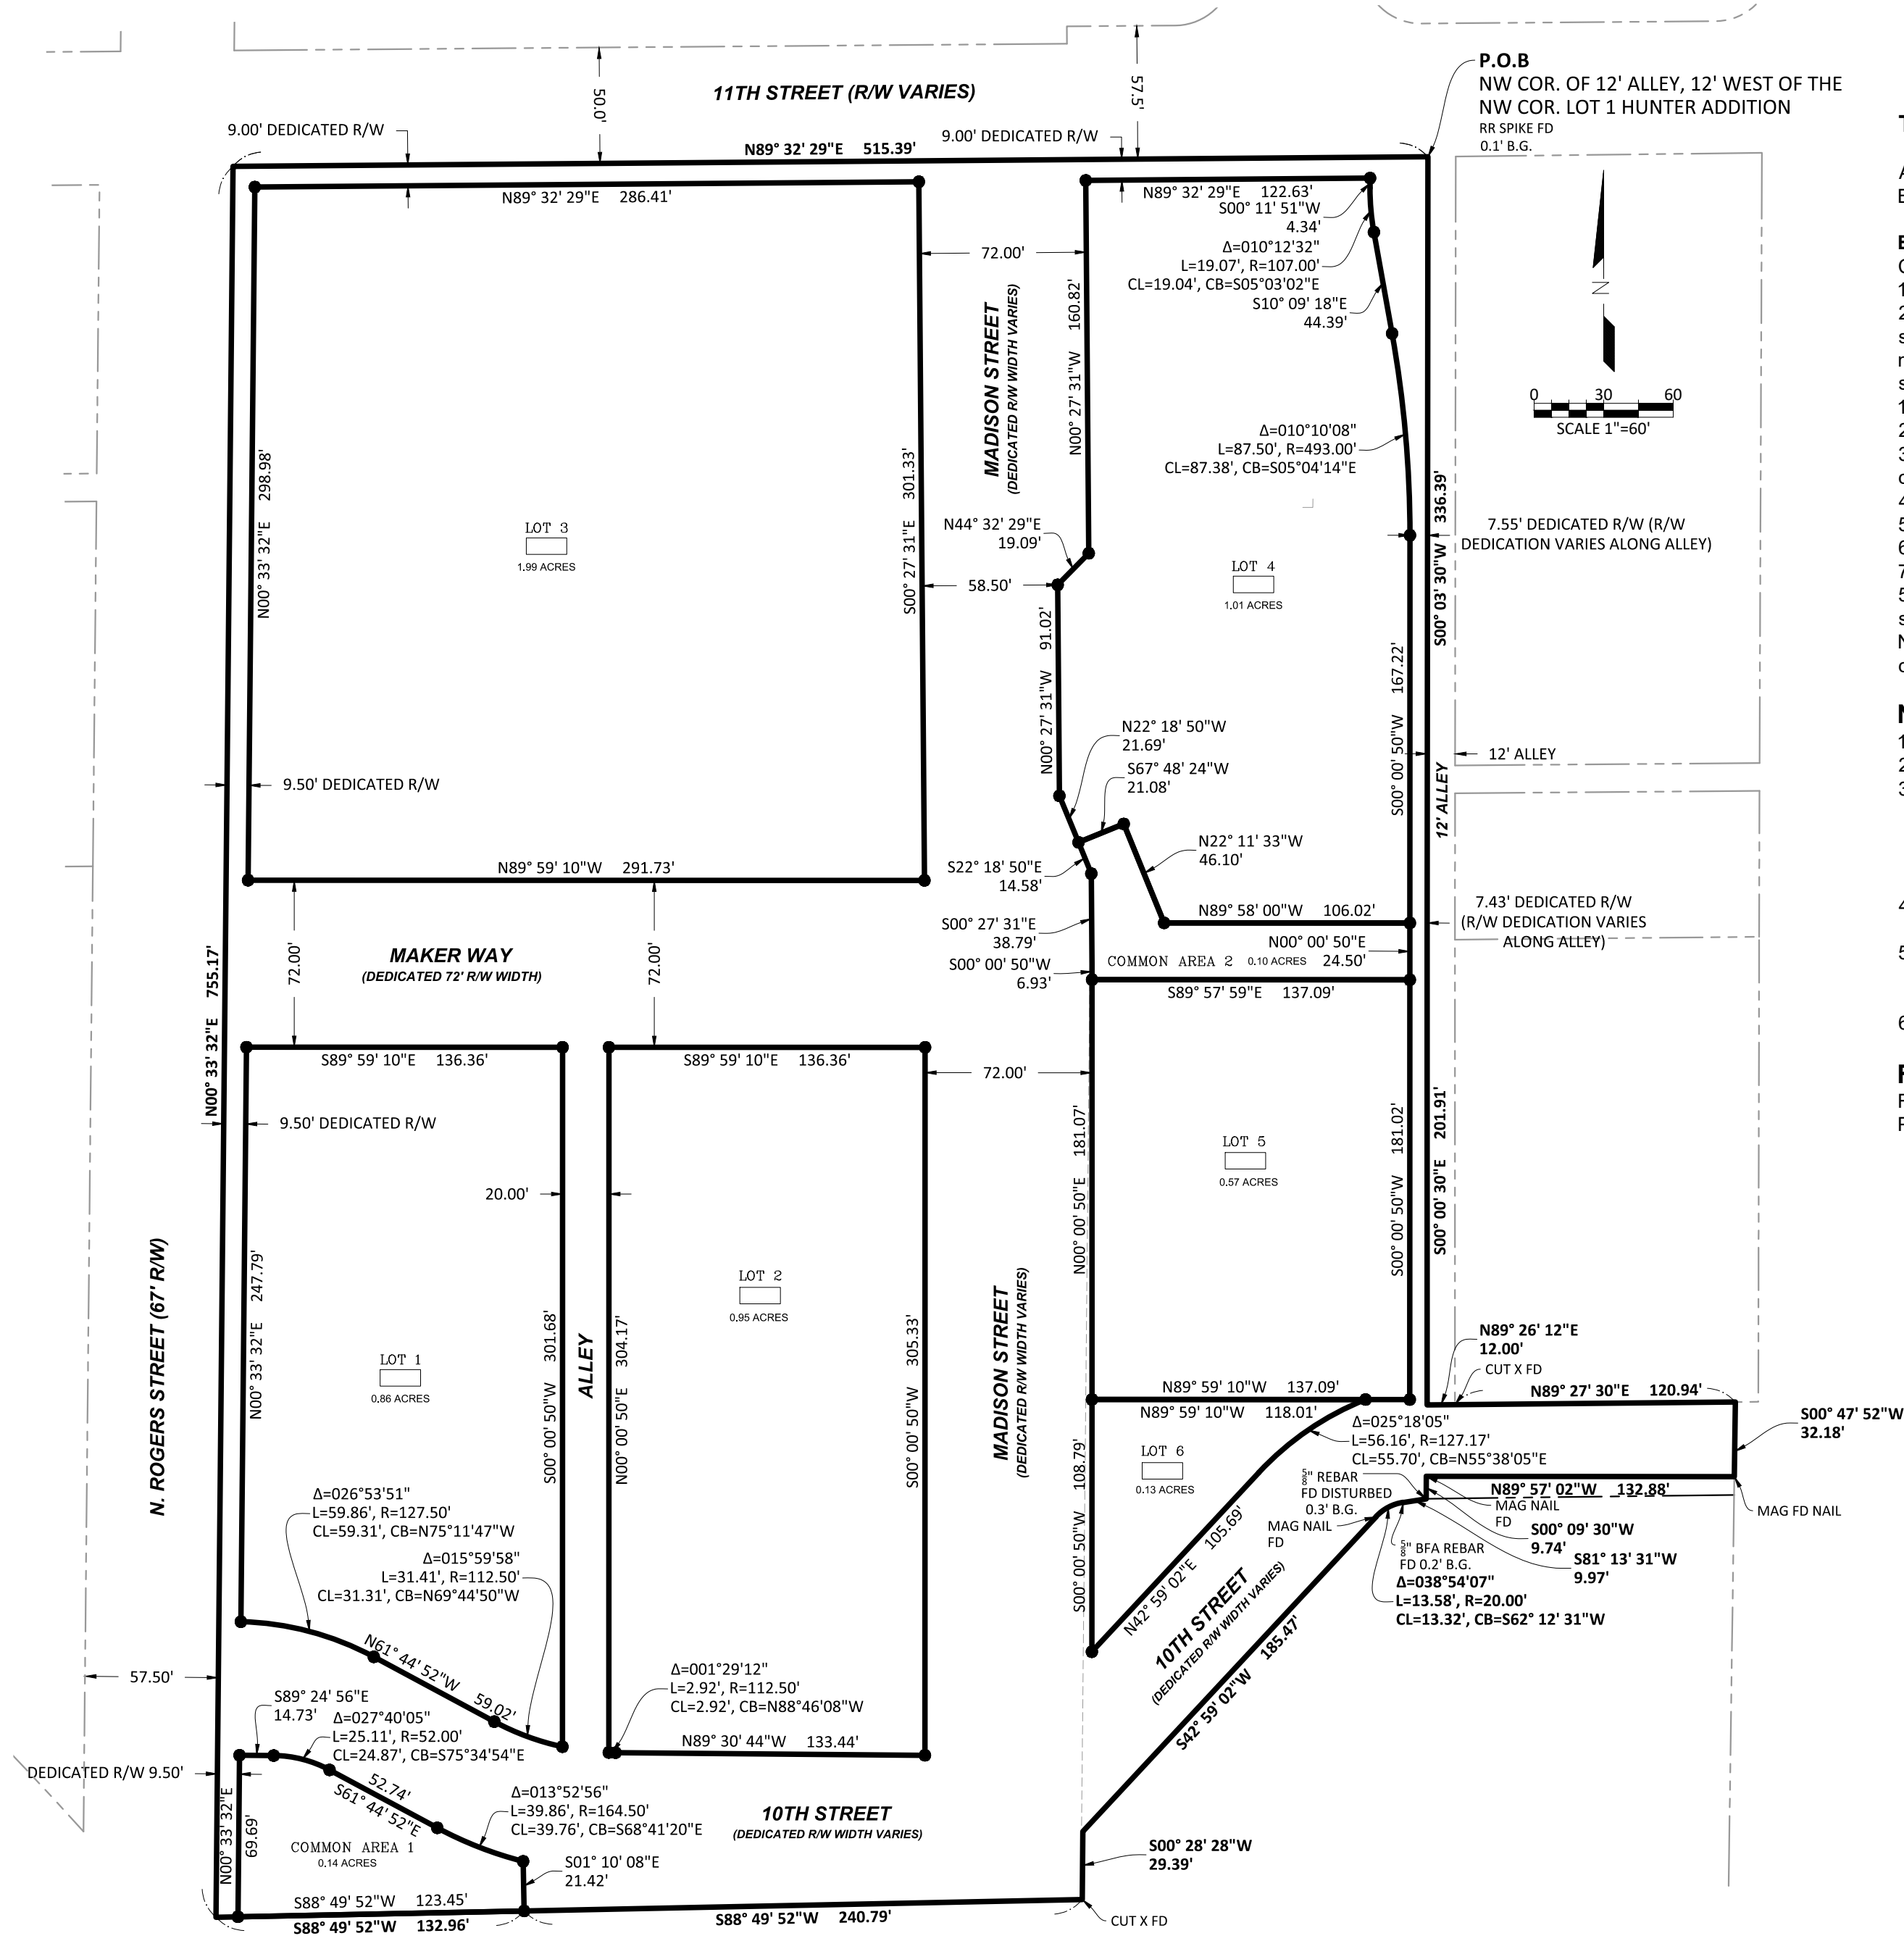 P.O.B
NW COR. OF 12' ALLEY, 12' WEST OF THE
NW COR. LOT 1 HUNTER ADDITION
RR SPIKE FD
0.1' B.G.
11TH STREET (R/W VARIES)
50.0'
57.5'
9.00' DEDICATED R/W
9.00' DEDICATED R/W
N89° 32' 29"E 515.39'
N89° 32' 29"E 286.41'
N89° 32' 29"E 122.63'
S00° 11' 51"W
4.34'
Δ=010°12'32"
L=19.07', R=107.00'
CL=19.04', CB=S05°03'02"E
S10° 09' 18"E
44.39'
72.00'
MADISON STREET
(DEDICATED R/W WIDTH VARIES)
N00° 27' 31"W 160.82'
N
0 30 60
SCALE 1"=60'
Δ=010°10'08"
L=87.50', R=493.00'
CL=87.38', CB=S05°04'14"E
N00° 33' 32"E 298.98'
S00° 27' 31"E 301.33'
LOT 3
1.99 ACRES
N44° 32' 29"E
19.09'
58.50'
LOT 4
1.01 ACRES
S00° 03' 30"W 336.39'
7.55' DEDICATED R/W (R/W
DEDICATION VARIES ALONG ALLEY)
N00° 27' 31"W 91.02'
S00° 00' 50"W 167.22'
N22° 18' 50"W
21.69'
S67° 48' 24"W
21.08'
12' ALLEY
12' ALLEY
9.50' DEDICATED R/W
N89° 59' 10"W 291.73'
N22° 11' 33"W
46.10'
S22° 18' 50"E
14.58'
N89° 58' 00"W 106.02'
7.43' DEDICATED R/W
(R/W DEDICATION VARIES
ALONG ALLEY)
S00° 27' 31"E
38.79'
N00° 00' 50"E
24.50'
COMMON AREA 2 0.10 ACRES
S00° 00' 50"W
6.93'
S89° 57' 59"E 137.09'
N00° 33' 32"E 755.17'
72.00'
MAKER WAY
(DEDICATED 72' R/W WIDTH)
72.00'
S89° 59' 10"E 136.36'
S89° 59' 10"E 136.36'
72.00'
9.50' DEDICATED R/W
N00° 00' 50"E 181.07'
LOT 5
0.57 ACRES
S00° 00' 50"W 181.02'
S00° 00' 30"E 201.91'
20.00'
N. ROGERS STREET (67' R/W)
N00° 33' 32"E 247.79'
LOT 1
0.86 ACRES
S00° 00' 50"W 301.68'
ALLEY
N00° 00' 50"E 304.17'
LOT 2
0.95 ACRES
S00° 00' 50"W 305.33'
MADISON STREET
(DEDICATED R/W WIDTH VARIES)
N89° 26' 12"E
12.00'
CUT X FD
N89° 27' 30"E 120.94'
N89° 59' 10"W 137.09'
N89° 59' 10"W 118.01'
S00° 47' 52"W
32.18'
Δ=025°18'05"
L=56.16', R=127.17'
CL=55.70', CB=N55°38'05"E
S00° 00' 50"W 108.79'
LOT 6
0.13 ACRES
5/8" REBAR
FD DISTURBED
0.3' B.G.
N89° 57' 02"W 132.88'
MAG NAIL
FD
MAG FD NAIL
MAG NAIL
FD
S00° 09' 30"W
9.74'
5/8" BFA REBAR
FD 0.2' B.G.
S81° 13' 31"W
9.97'
Δ=038°54'07"
L=13.58', R=20.00'
CL=13.32', CB=S62° 12' 31"W
N42° 59' 02"E 105.69'
10TH STREET
(DEDICATED R/W WIDTH VARIES)
S42° 59' 02"W 185.47'
Δ=026°53'51"
L=59.86', R=127.50'
CL=59.31', CB=N75°11'47"W
Δ=015°59'58"
L=31.41', R=112.50'
CL=31.31', CB=N69°44'50"W
N61° 44' 52"W 59.02'
57.50'
Δ=001°29'12"
L=2.92', R=112.50'
CL=2.92', CB=N88°46'08"W
N89° 30' 44"W 133.44'
S89° 24' 56"E
14.73'
Δ=027°40'05"
L=25.11', R=52.00'
CL=24.87', CB=S75°34'54"E
DEDICATED R/W 9.50'
N00° 33' 32"E
69.69'
52.74'
S61° 44' 52"E
Δ=013°52'56"
L=39.86', R=164.50'
CL=39.76', CB=S68°41'20"E
COMMON AREA 1
0.14 ACRES
S01° 10' 08"E
21.42'
10TH STREET
(DEDICATED R/W WIDTH VARIES)
S00° 28' 28"W
29.39'
S88° 49' 52"W 123.45'
S88° 49' 52"W 132.96'
S88° 49' 52"W 240.79'
CUT X FD